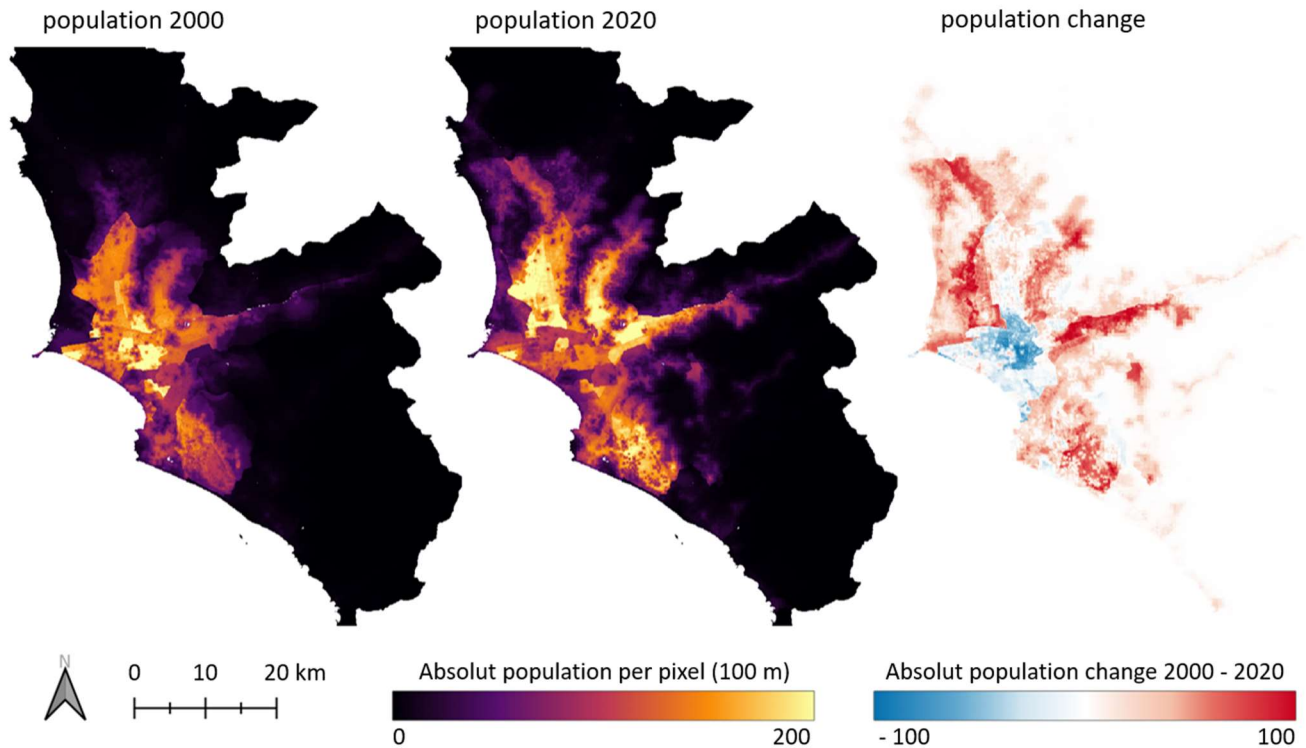 population 2000
population 2020
population change
N
0 10 20 km
Absolut population per pixel (100 m)
0 200
Absolut population change 2000 - 2020
- 100 100